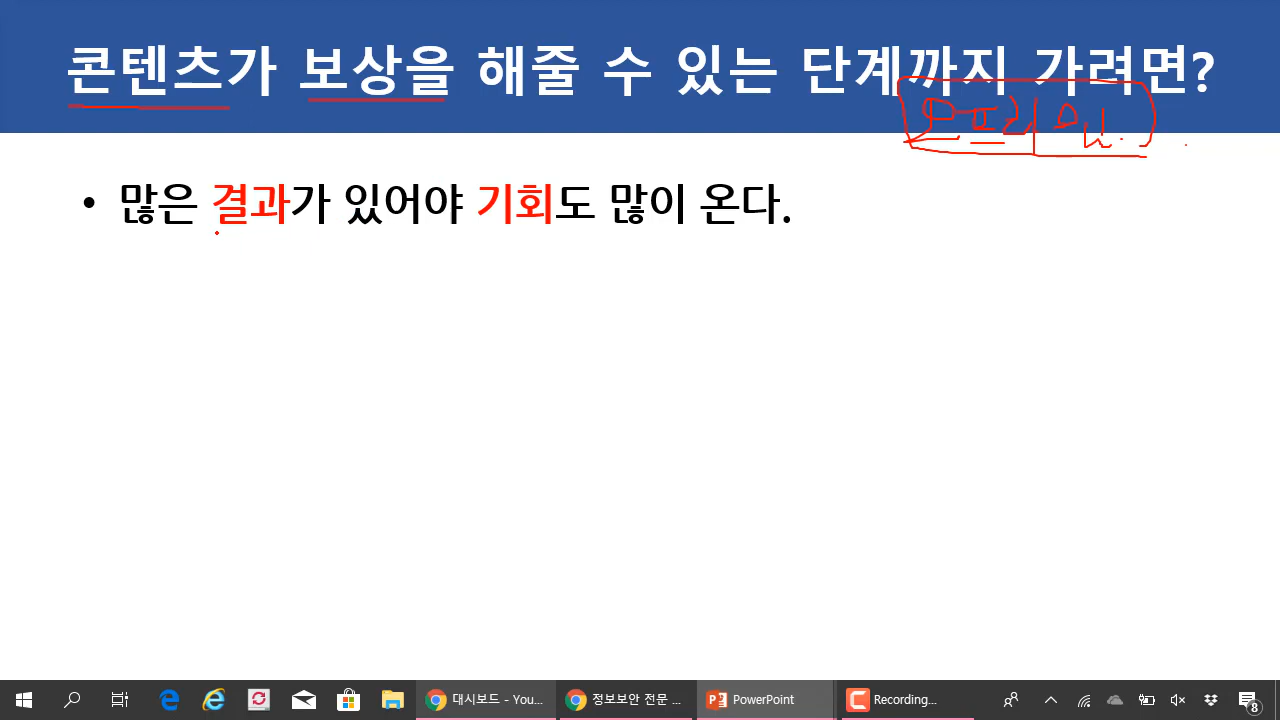 콘텐츠가 보상을 해줄 수 있는 단계까지 가려면?
• 많은 결과가 있어야 기회도 많이 온다.
대시보드 - You... 정보보안 전문 ... PowerPoint Recording... 8